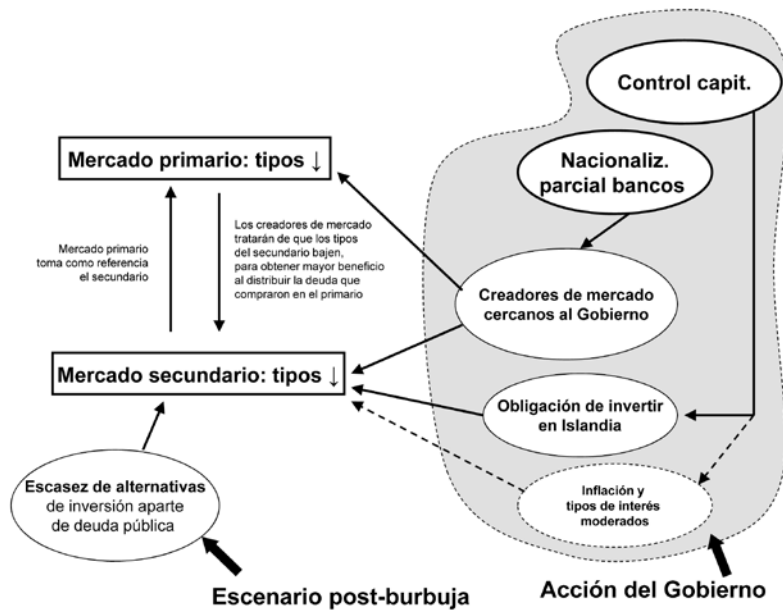 Control capit.
Mercado primario: tipos ↓
Nacionaliz.
parcial bancos
Mercado primario
toma como referencia
el secundario
Los creadores de mercado
tratarán de que los tipos
del secundario bajen,
para obtener mayor beneficio
al distribuir la deuda que
compraron en el primario
Creadores de mercado
cercanos al Gobierno
Mercado secundario: tipos ↓
Obligación de invertir
en Islandia
Escasez de alternativas
de inversión aparte
de deuda pública
Inflación y
tipos de interés
moderados
Escenario post-burbuja
Acción del Gobierno